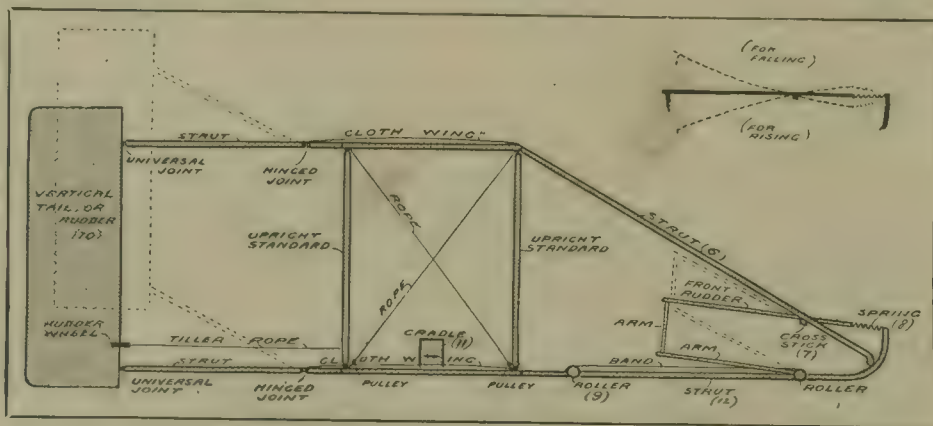 (FOR
FALLING)
(FOR
RISING)
STRUT
CLOTH WING"
UNIVERSAL
JOINT
HINGED
JOINT
VERTICAL
TAIL, OR
RUDDER
(10)
ROPE
STRUT (6)
UPRIGHT
STANDARD
UPRIGHT
STANDARD
ROPE
FRONT
RUDDER
SPRING
(8)
RUDDER
WHEEL
TILLER ROPE
CRADLE
(11)
ARM
ARM
CROSS
STICK
(7)
STRUT
CLOTH WING
BAND
UNIVERSAL
JOINT
HINGED
JOINT
PULLEY
PULLEY
ROLLER
(9)
STRUT
(12)
ROLLER